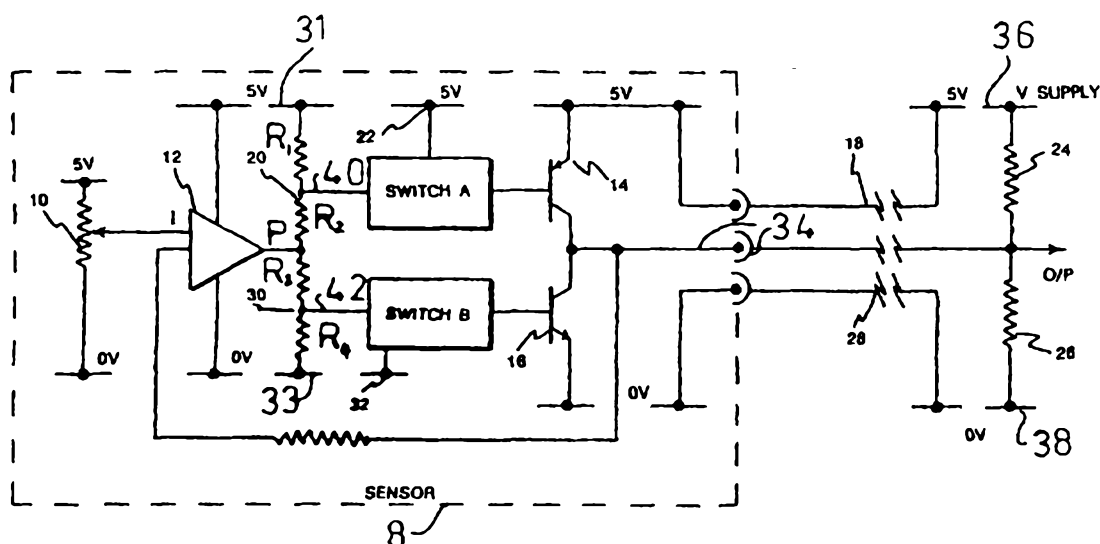 31
36
5V
5V
5V
5V
V SUPPLY
R1
22
12
20
40
14
18
24
5V
10
SWITCH A
I
P
R2
34
R3
O/P
30
42
SWITCH B
R4
16
28
26
0V
0V
33
32
0V
0V
38
SENSOR
8